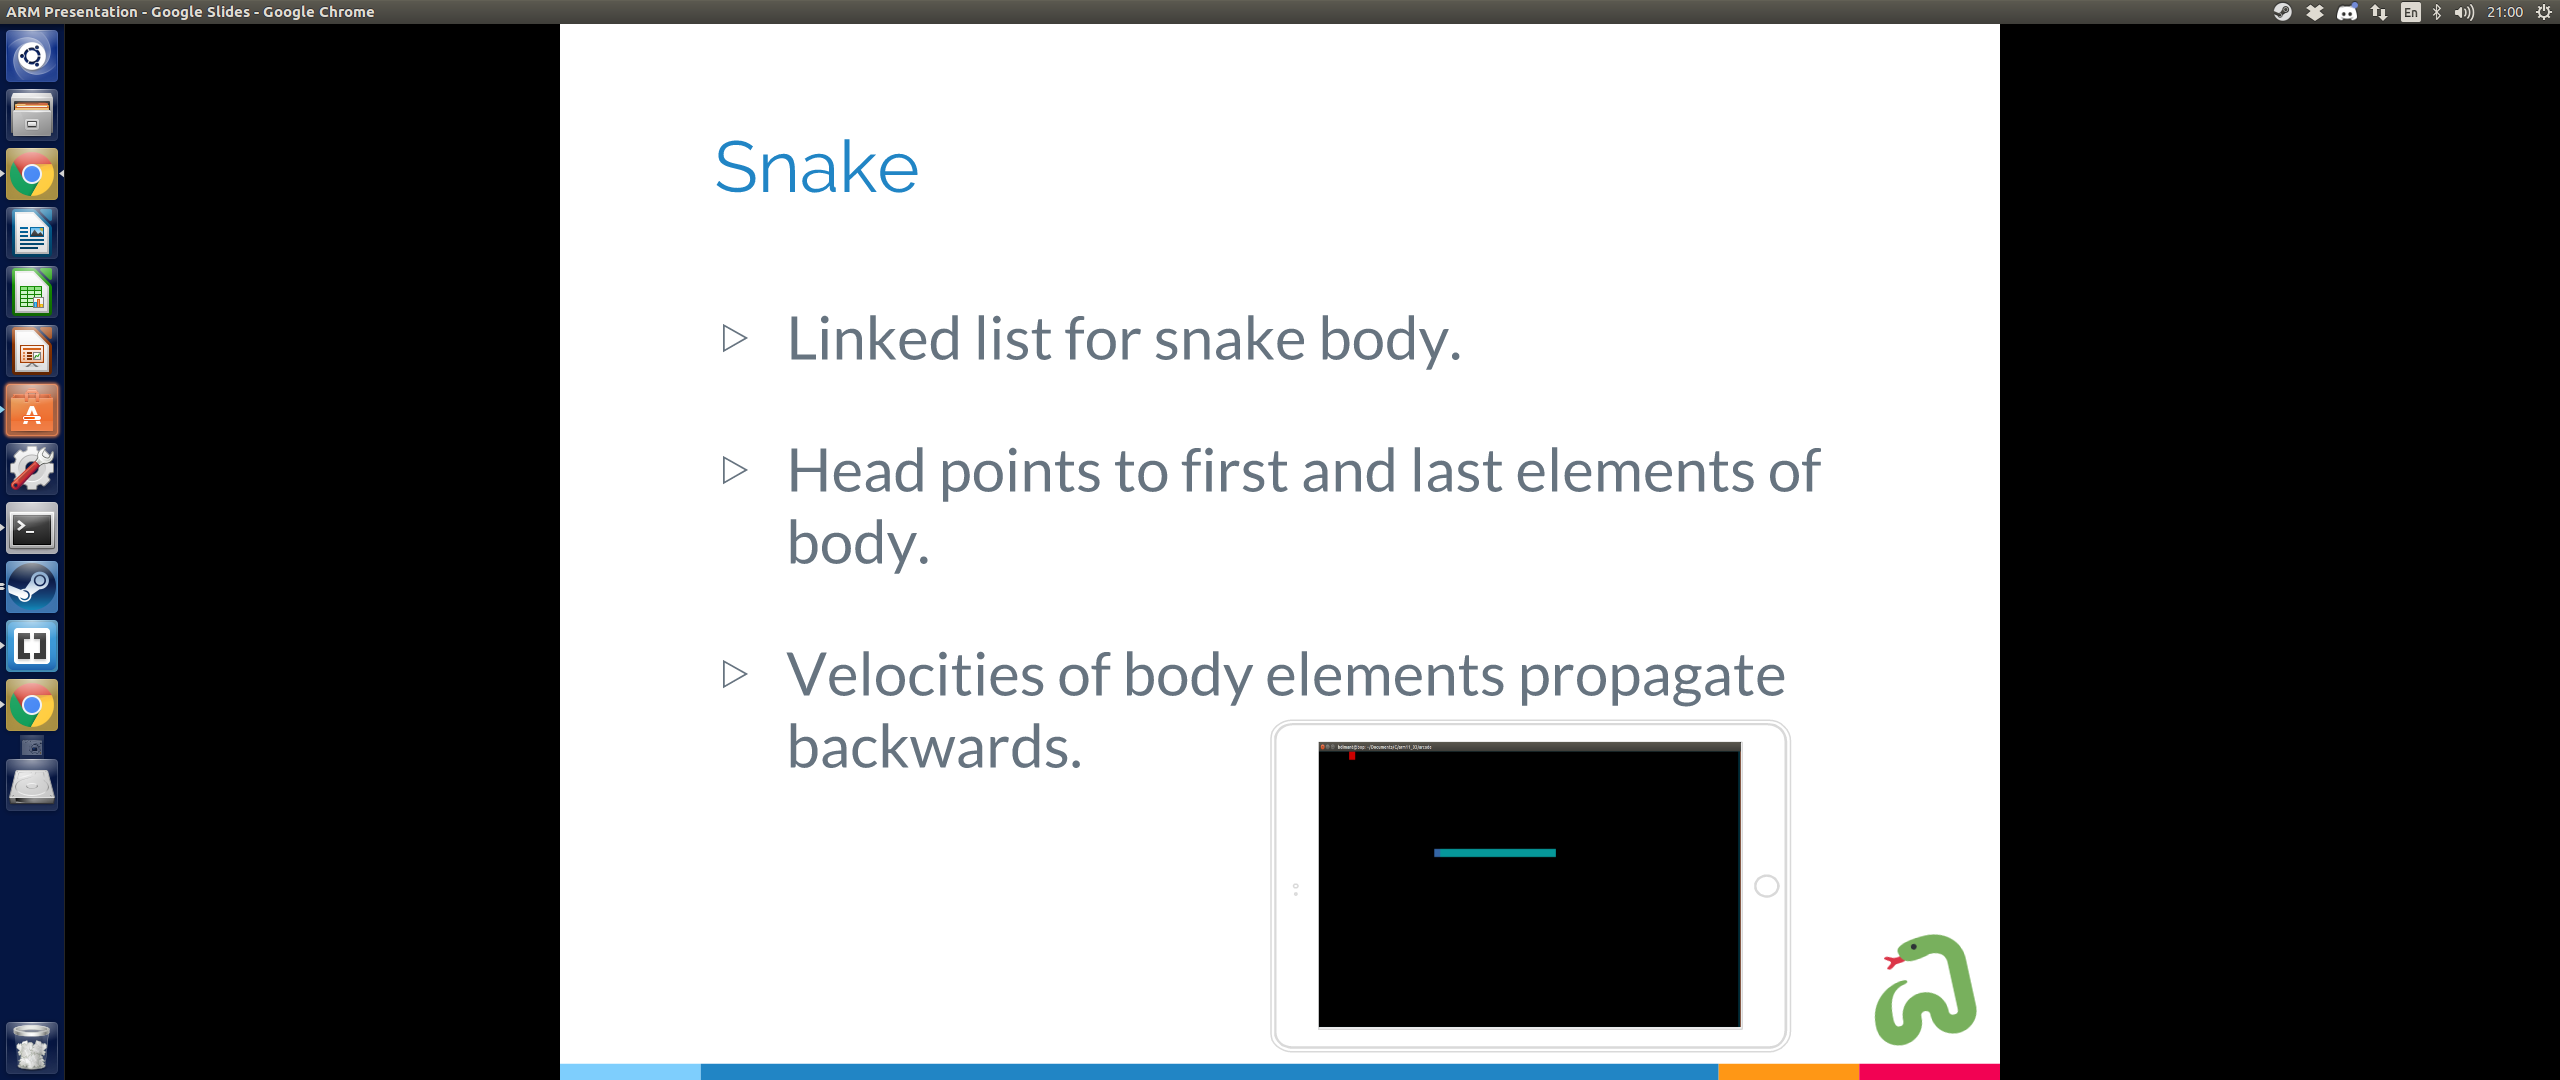 ARM Presentation - Google Slides - Google Chrome
En
21:00
Snake
Linked list for snake body.
Head points to first and last elements of
body.
Velocities of body elements propagate
backwards.